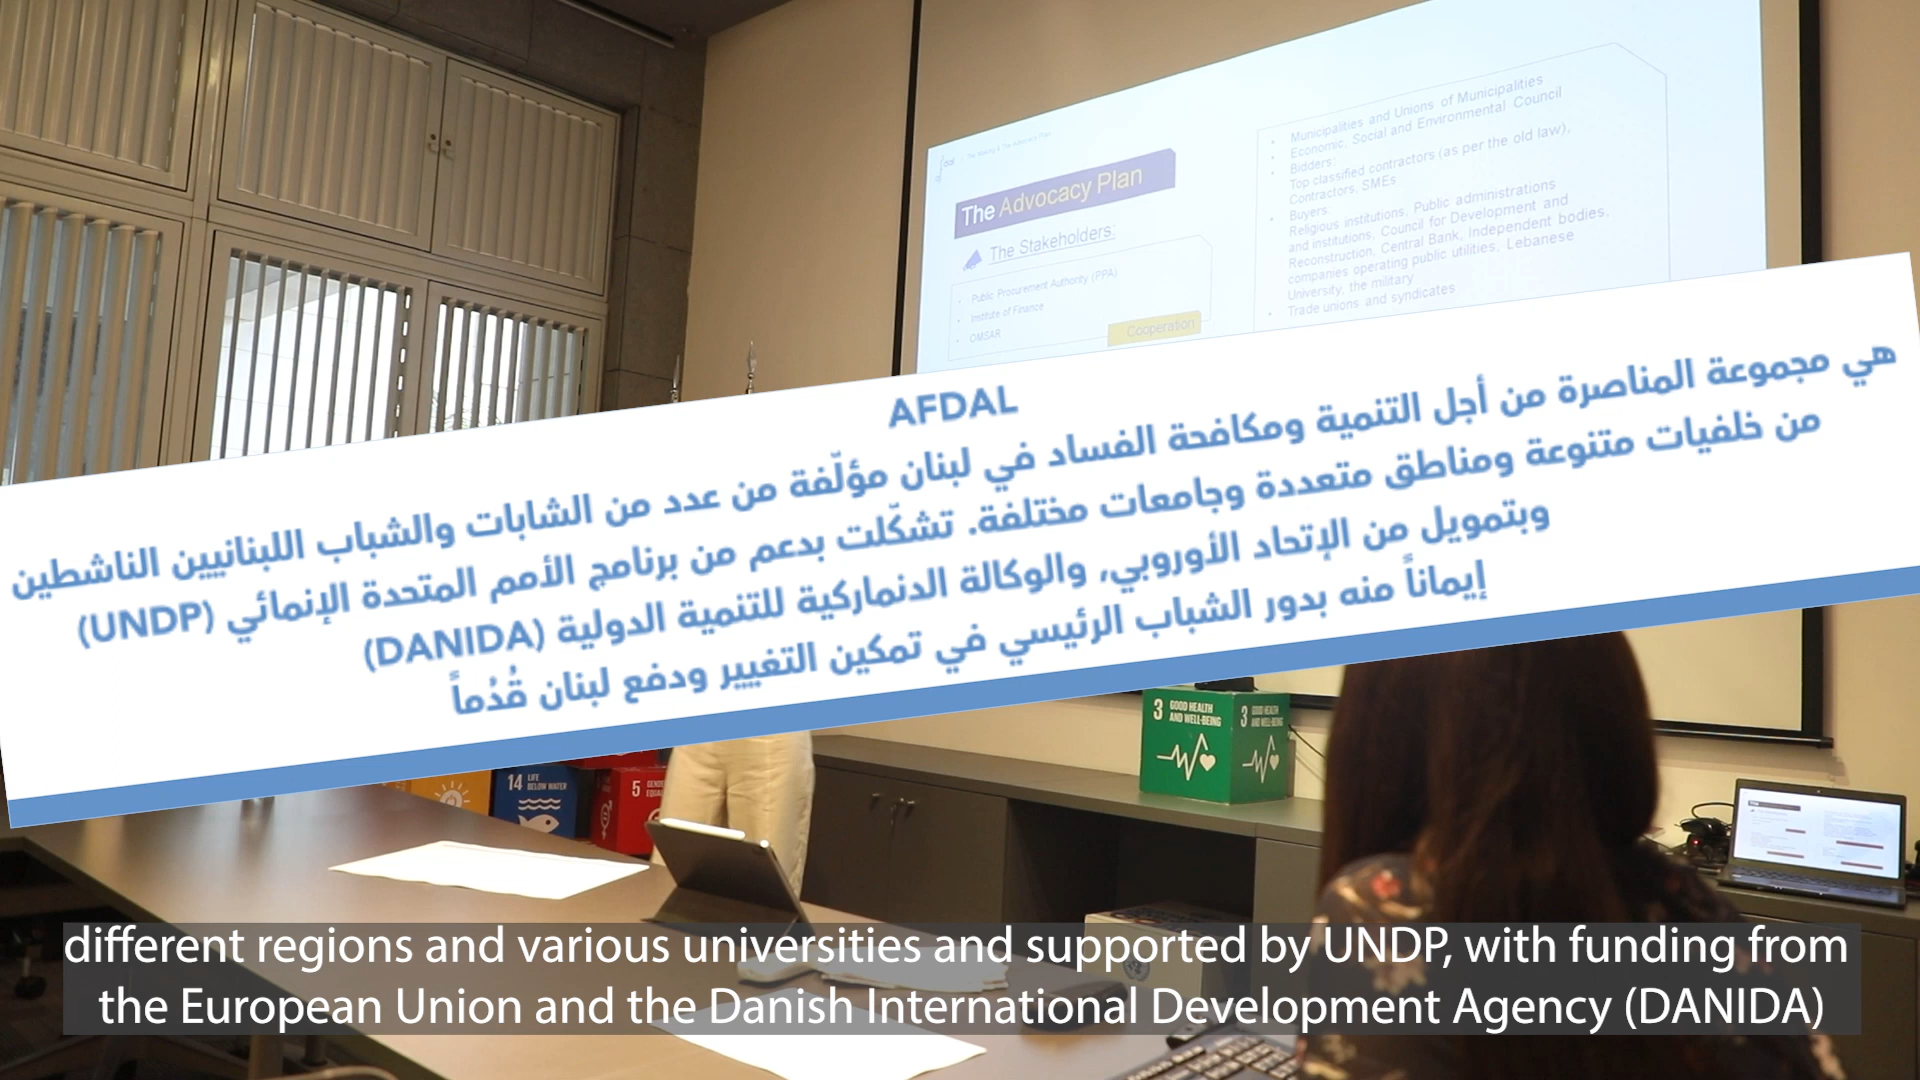 The Advocacy Plan
The Stakeholders:
Public Procurement Authority (PPA)
Institute of Finance
OMSAR
Cooperation
Municipalities and Unions of Municipalities
Economic, Social and Environmental Council
Bidders:
Top classified contractors (as per the old law),
Contractors, SMEs
Buyers:
Religious institutions, Public administrations
and institutions, Council for Development and
Reconstruction, Central Bank, Independent bodies,
companies operating public utilities, Lebanese
University, the military
Trade unions and syndicates
AFDAL
هي مجموعة المناصرة من أجل التنمية ومكافحة الفساد في لبنان مؤلّفة من عدد من الشابات والشباب اللبنانيين الناشطين
من خلفيات متنوعة ومناطق متعددة وجامعات مختلفة. تشكّلت بدعم من برنامج الأمم المتحدة الإنمائي (UNDP)
وبتمويل من الإتحاد الأوروبي، والوكالة الدنماركية للتنمية الدولية (DANIDA)
إيماناً منه بدور الشباب الرئيسي في تمكين التغيير ودفع لبنان قُدُماً
3 GOOD HEALTH
AND WELL-BEING
3 GOOD HEALTH
AND WELL-BEING
14 LIFE
BELOW WATER
5
different regions and various universities and supported by UNDP, with funding from
the European Union and the Danish International Development Agency (DANIDA)